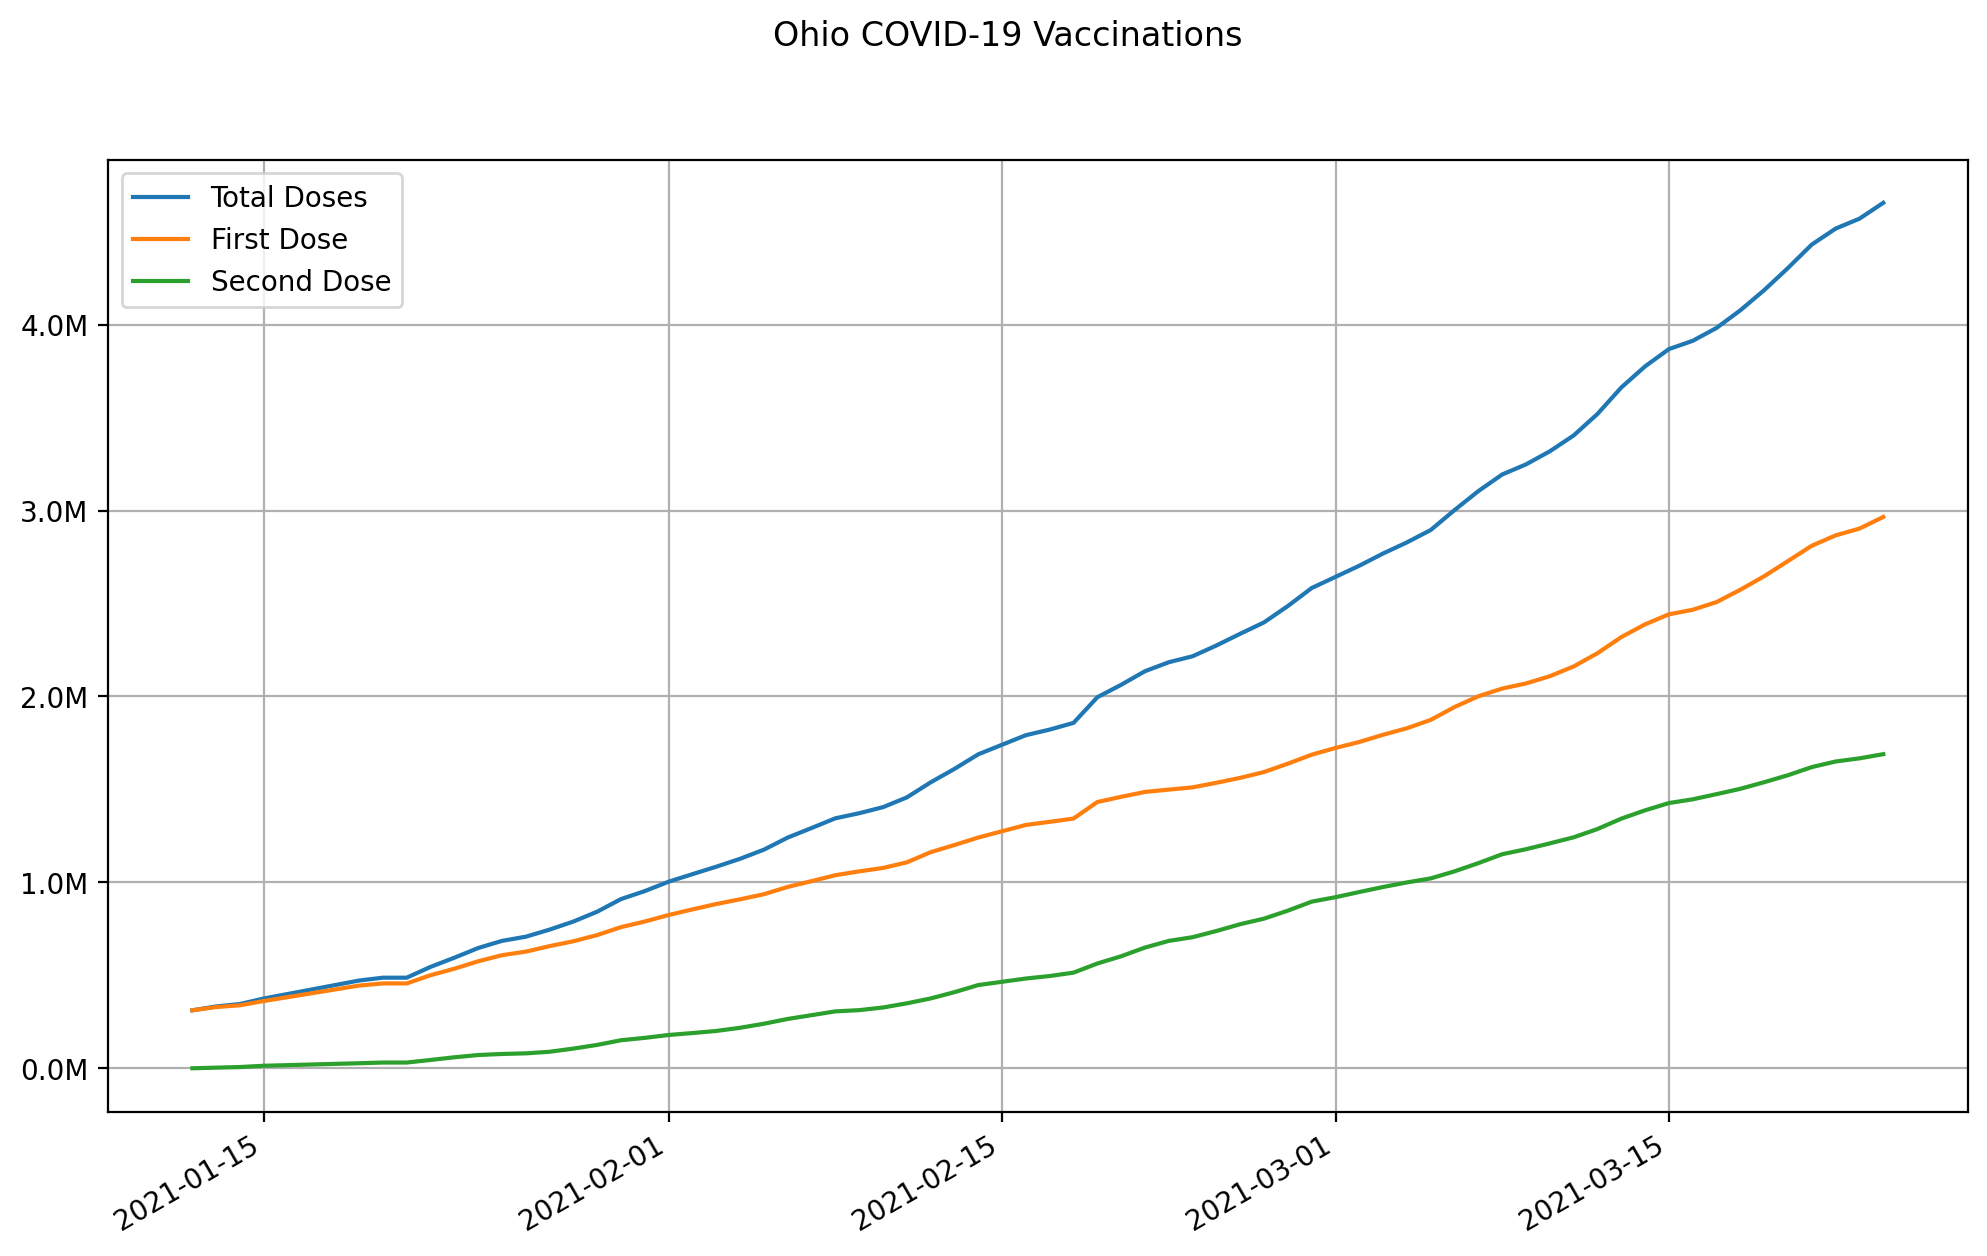 Ohio COVID-19 Vaccinations
Total Doses
First Dose
Second Dose
4.0M
3.0M
2.0M
1.0M
0.0M
2021-01-15
2021-02-01
2021-02-15
2021-03-01
2021-03-15